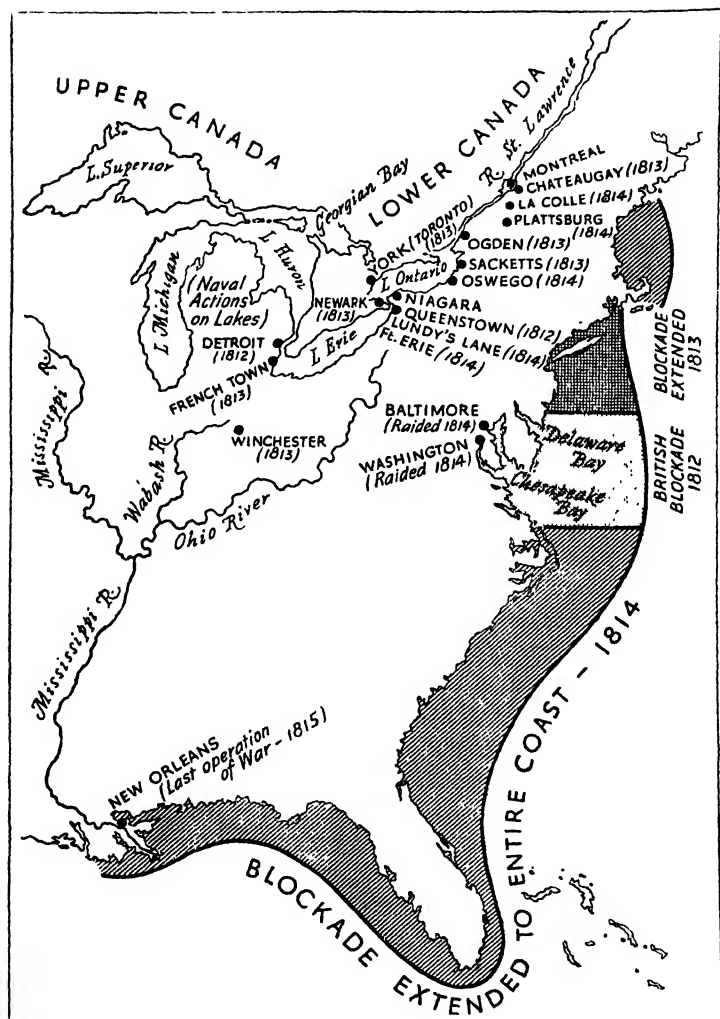 UPPER CANADA
LOWER CANADA
R. St. Lawrence
L. Superior
Georgian Bay
L. Huron
L. Michigan
(Naval
Actions
on Lakes)
MONTREAL
CHATEAUGAY (1813)
LA COLLE (1814)
PLATTSBURG
(1814)
YORK (TORONTO)
(1813)
OGDEN (1813)
L. Ontario
SACKETTS (1813)
OSWEGO (1814)
NEWARK
(1813)
NIAGARA
QUEENSTOWN (1812)
LUNDY'S LANE (1814)
Ft. ERIE (1814)
L. Erie
DETROIT
(1812)
FRENCH TOWN
(1813)
WINCHESTER
(1813)
BALTIMORE
(Raided 1814)
WASHINGTON
(Raided 1814)
Delaware
Bay
Chesapeake
Bay
BLOCKADE
EXTENDED
1813
BRITISH
BLOCKADE
1812
Mississippi R.
Wabash R.
Ohio River
Mississippi R.
NEW ORLEANS
(Last operation
of War - 1815)
BLOCKADE EXTENDED TO ENTIRE COAST - 1814